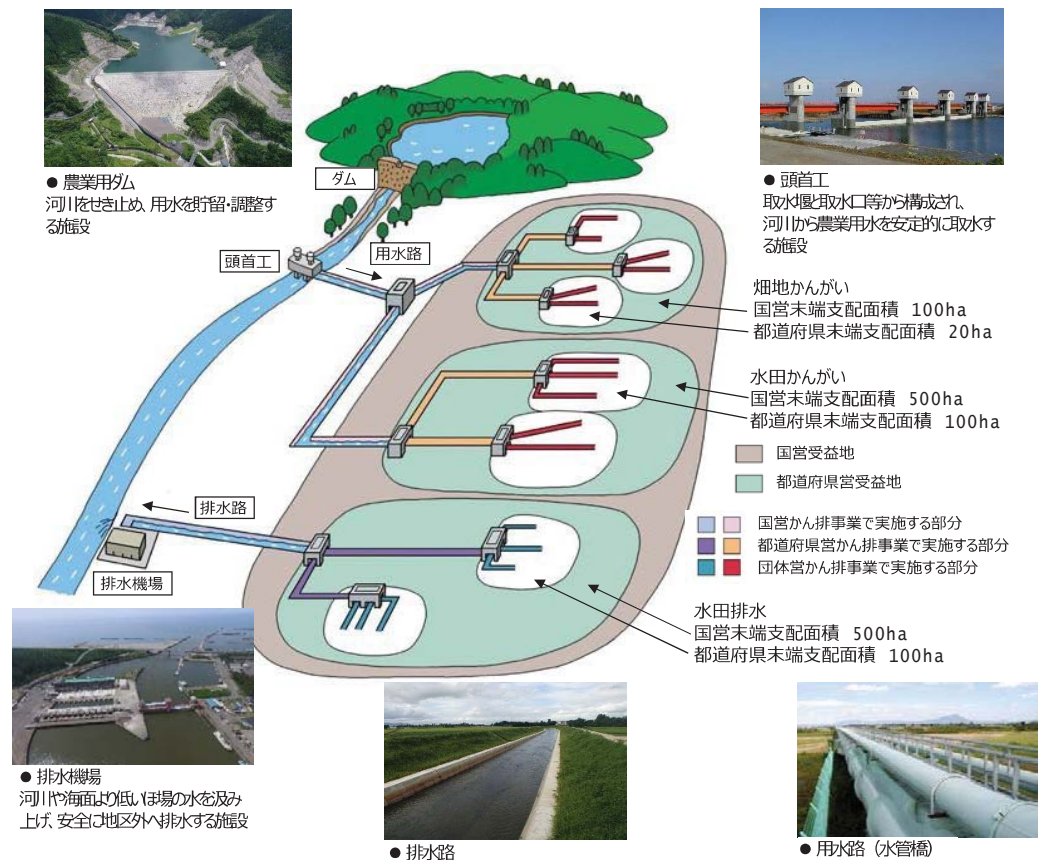 ● 農業用ダム
河川をせき止め、用水を貯留・調整す
る施設
● 頭首工
取水堰と取水口等から構成され、
河川から農業用水を安定的に取水す
る施設
ダム
頭首工
用水路
畑地かんがい
国営末端支配面積 100ha
都道府県末端支配面積 20ha
水田かんがい
国営末端支配面積 500ha
都道府県末端支配面積 100ha
国営受益地
都道府県営受益地
国営かん排事業で実施する部分
都道府県営かん排事業で実施する部分
団体営かん排事業で実施する部分
排水路
排水機場
水田排水
国営末端支配面積 500ha
都道府県末端支配面積 100ha
● 排水機場
河川や海面より低いほ場の水を汲み
上げ、安全に地区外へ排水する施設
● 排水路
● 用水路（水管橋）